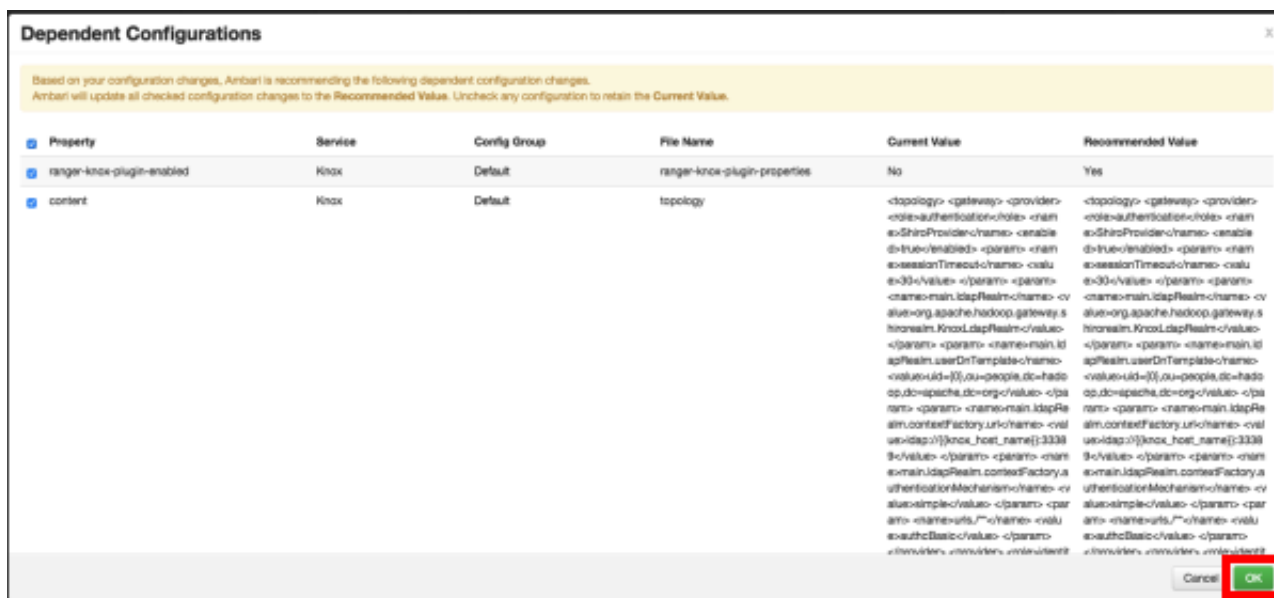 Dependent Configurations
X
Based on your configuration changes, Ambari is recommending the following dependent configuration changes.
Ambari will update all checked configuration changes to the Recommended Value. Uncheck any configuration to retain the Current Value.
Property Service Config Group File Name Current Value Recommended Value
ranger-knox-plugin-enabled Knox Default ranger-knox-plugin-properties No Yes
content Knox Default topology <topology> <gateway> <provider> <topology> <gateway> <provider>
<role>authentication</role> <nam <role>authentication</role> <nam
e>ShiroProvider</name> <enable e>ShiroProvider</name> <enable
d>true</enabled> <param> <nam d>true</enabled> <param> <nam
e>sessionTimeout</name> <valu e>sessionTimeout</name> <valu
e>30</value> </param> <param> e>30</value> </param> <param>
<name>main.ldapRealm</name> <v <name>main.ldapRealm</name> <v
alue>org.apache.hadoop.gateway.s alue>org.apache.hadoop.gateway.s
hirorealm.KnoxLdapRealm</value> hirorealm.KnoxLdapRealm</value>
</param> <param> <name>main.ld </param> <param> <name>main.ld
apRealm.userDnTemplate</name> apRealm.userDnTemplate</name>
<value>uid={0},ou=people,dc=hado <value>uid={0},ou=people,dc=hado
op,dc=apache,dc=org</value> </pa op,dc=apache,dc=org</value> </pa
ram> <param> <name>main.ldapRe ram> <param> <name>main.ldapRe
alm.contextFactory.url</name> <val alm.contextFactory.url</name> <val
ue>ldap://{{knox_host_name}}:3338 ue>ldap://{{knox_host_name}}:3338
9</value> </param> <param> <nam 9</value> </param> <param> <nam
e>main.ldapRealm.contextFactory.a e>main.ldapRealm.contextFactory.a
uthenticationMechanism</name> <v uthenticationMechanism</name> <v
alue>simple</value> </param> <par alue>simple</value> </param> <par
am> <name>urls./**</name> <valu am> <name>urls./**</name> <valu
e>authcBasic</value> </param> e>authcBasic</value> </param>
</provider> <provider> <role>identit </provider> <provider> <role>identit
Cancel OK